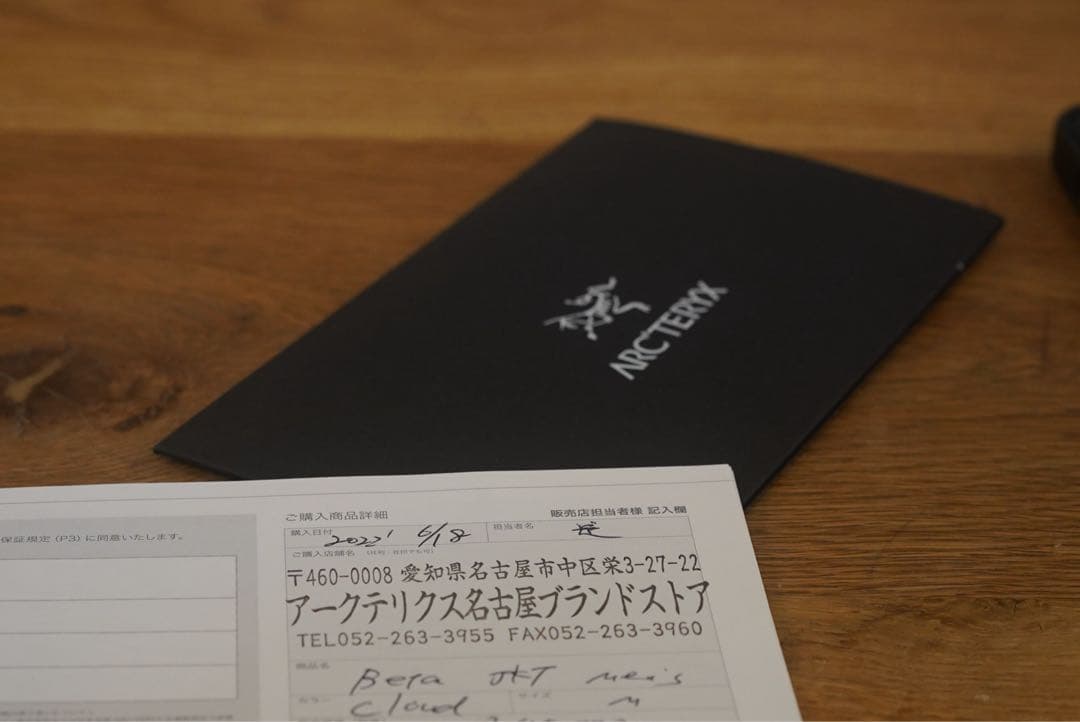 ARC'TERYX
保証規定 (P3) に同意いたします。
ご購入商品詳細 販売店担当者様 記入欄
購入日付 2022' 6/18 担当者名
ご購入店舗名
〒460-0008 愛知県名古屋市中区栄3-27-22
アークテリクス名古屋ブランドストア
TEL052-263-3955 FAX052-263-3960
商品名 Beta JKT men's
カラー Cloud サイズ M